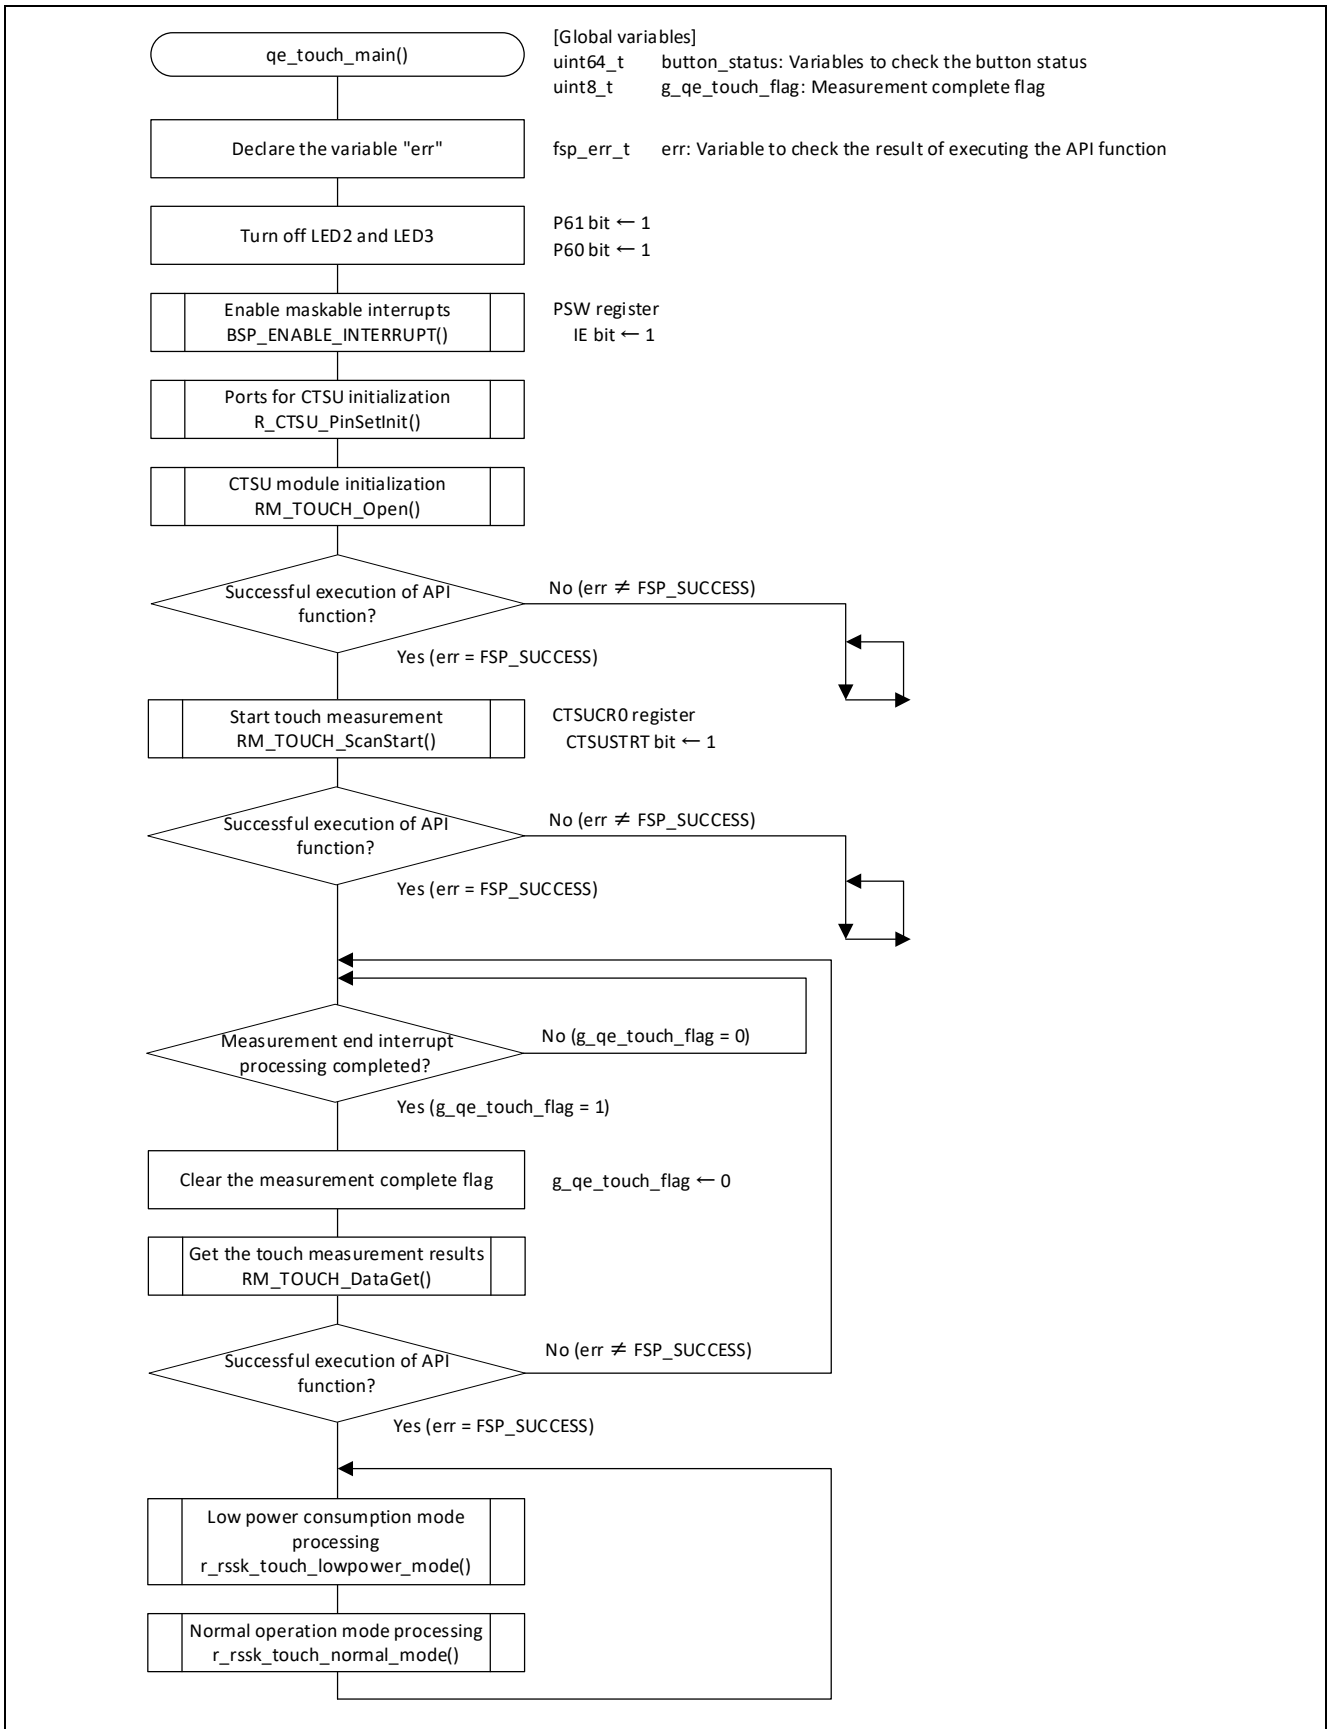 qe_touch_main()
[Global variables]
uint64_t button_status: Variables to check the button status
uint8_t g_qe_touch_flag: Measurement complete flag
Declare the variable "err"
fsp_err_t err: Variable to check the result of executing the API function
Turn off LED2 and LED3
P61 bit ← 1
P60 bit ← 1
Enable maskable interrupts
BSP_ENABLE_INTERRUPT()
PSW register
IE bit ← 1
Ports for CTSU initialization
R_CTSU_PinSetInit()
CTSU module initialization
RM_TOUCH_Open()
Successful execution of API
function?
No (err ≠ FSP_SUCCESS)
Yes (err = FSP_SUCCESS)
Start touch measurement
RM_TOUCH_ScanStart()
CTSUCR0 register
CTSUSTRT bit ← 1
Successful execution of API
function?
No (err ≠ FSP_SUCCESS)
Yes (err = FSP_SUCCESS)
Measurement end interrupt
processing completed?
No (g_qe_touch_flag = 0)
Yes (g_qe_touch_flag = 1)
Clear the measurement complete flag
g_qe_touch_flag ← 0
Get the touch measurement results
RM_TOUCH_DataGet()
Successful execution of API
function?
No (err ≠ FSP_SUCCESS)
Yes (err = FSP_SUCCESS)
Low power consumption mode
processing
r_rssk_touch_lowpower_mode()
Normal operation mode processing
r_rssk_touch_normal_mode()